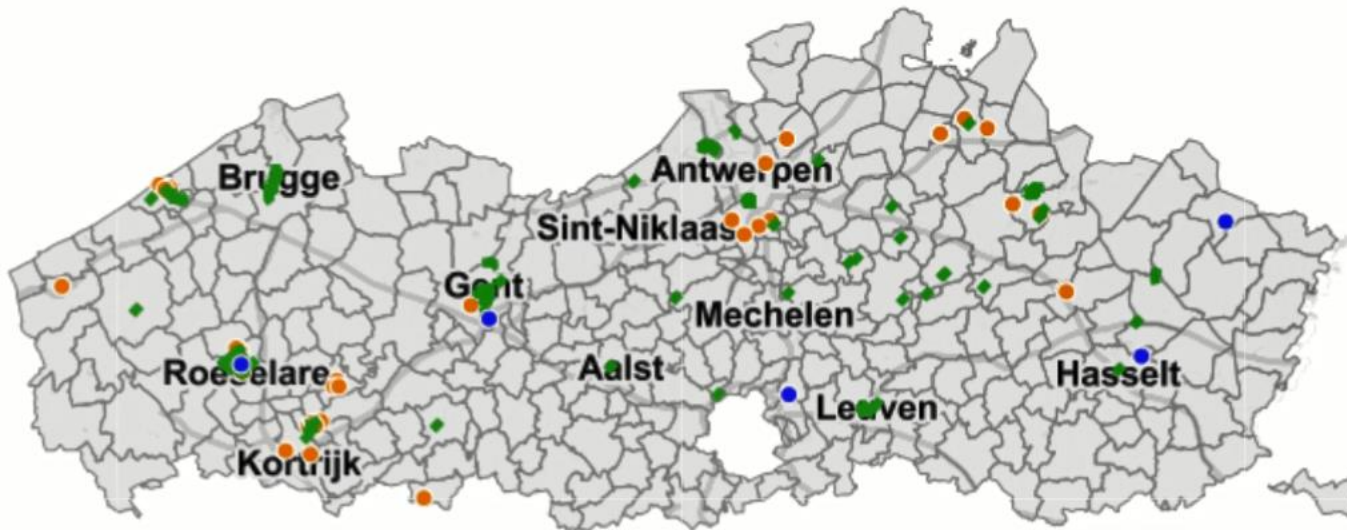 Brugge
Antwerpen
Sint-Niklaas
Gent
Mechelen
Roeselare
Aalst
Hasselt
Leuven
Kortrijk